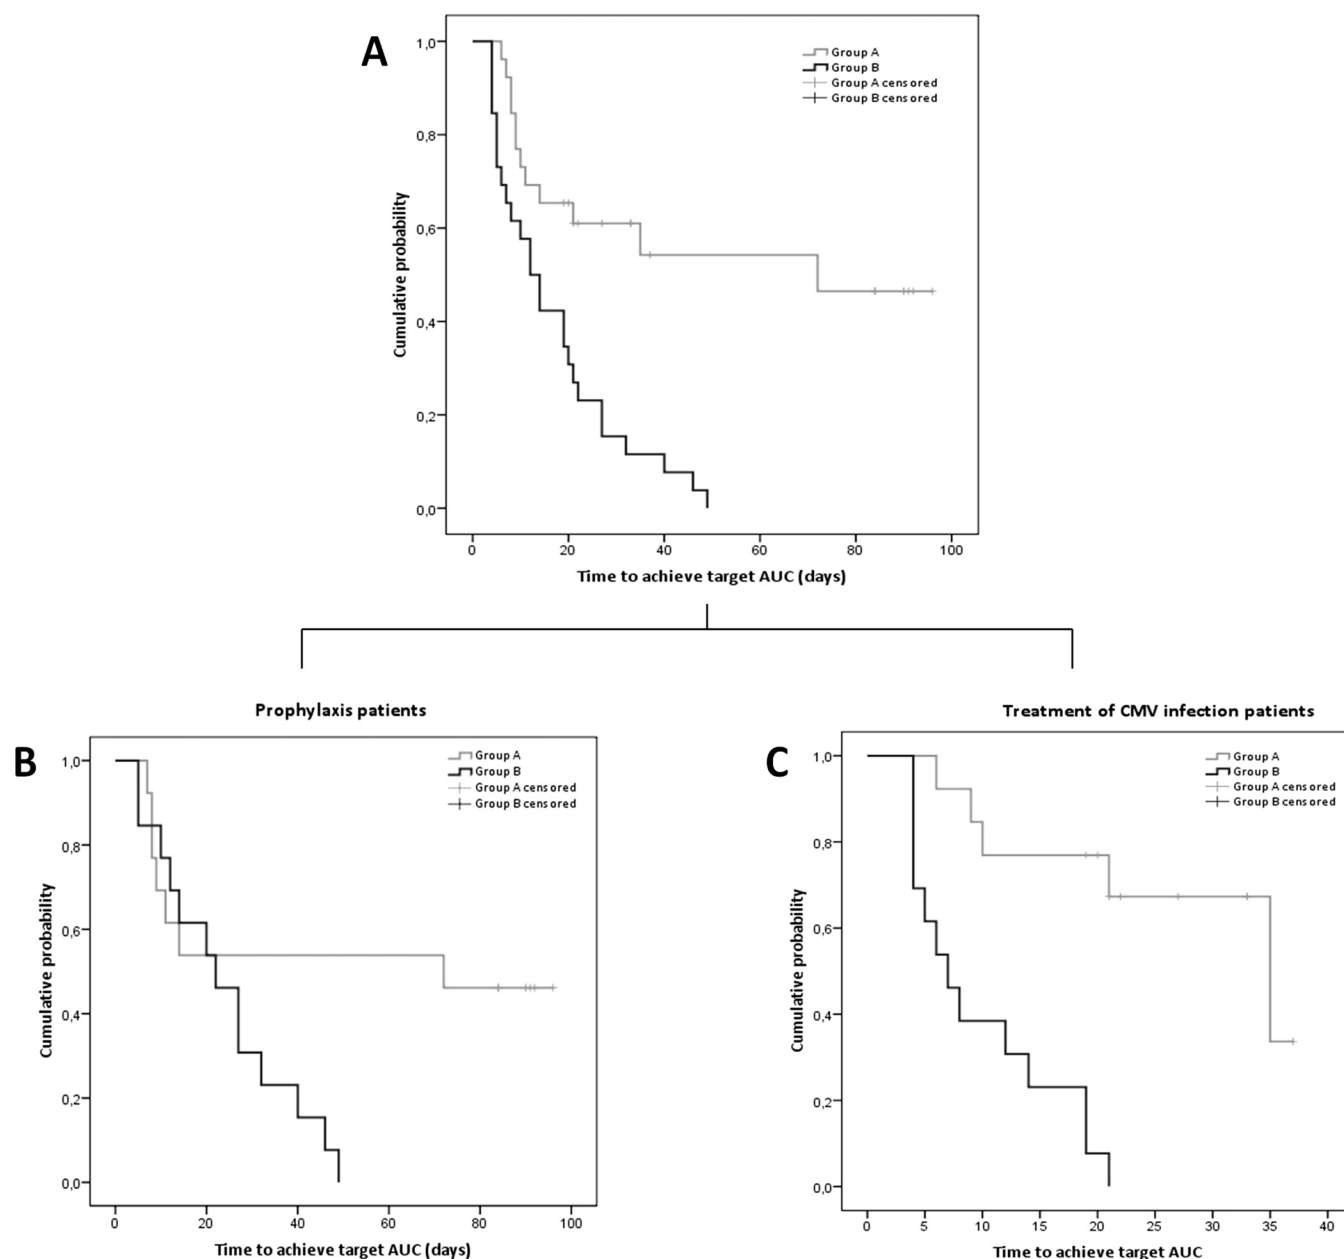 A
1,0
0,8
0,6
0,4
0,2
0,0
Cumulative probability
Group A
Group B
Group A censored
Group B censored
0 20 40 60 80 100
Time to achieve target AUC (days)
Prophylaxis patients
B
1,0
0,8
0,6
0,4
0,2
0,0
Cumulative probability
Group A
Group B
Group A censored
Group B censored
0 20 40 60 80 100
Time to achieve target AUC (days)
Treatment of CMV infection patients
C
1,0
0,8
0,6
0,4
0,2
0,0
Cumulative probability
Group A
Group B
Group A censored
Group B censored
0 5 10 15 20 25 30 35 40
Time to achieve target AUC